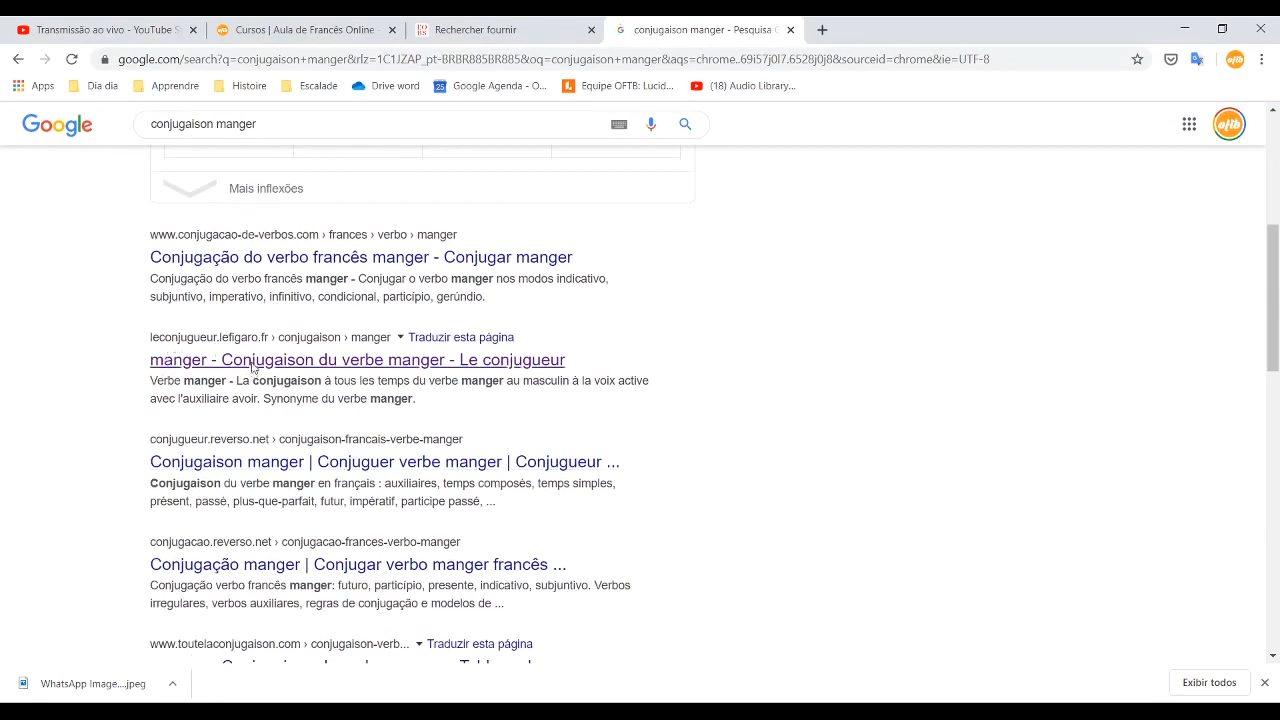 Transmissão ao vivo - YouTube S
Cursos | Aula de Francês Online -
Rechercher fournir
conjugaison manger - Pesquisa G
google.com/search?q=conjugaison+manger&rlz=1C1JZAP_pt-BRBR885BR885&oq=conjugaison+manger&aqs=chrome..69i57j0l7.6528j0j8&sourceid=chrome&ie=UTF-8
Apps
Dia dia
Apprendre
Histoire
Escalade
Drive word
Google Agenda - O...
Equipe OFTB: Lucid...
(18) Audio Library...
Google
conjugaison manger
oftb
Mais inflexões
www.conjugacao-de-verbos.com › frances › verbo › manger
Conjugação do verbo francês manger - Conjugar manger
Conjugação do verbo francês manger - Conjugar o verbo manger nos modos indicativo,
subjuntivo, imperativo, infinitivo, condicional, particípio, gerúndio.
leconjugueur.lefigaro.fr › conjugaison › manger
Traduzir esta página
manger - Conjugaison du verbe manger - Le conjugueur
Verbe manger - La conjugaison à tous les temps du verbe manger au masculin à la voix active
avec l'auxiliaire avoir. Synonyme du verbe manger.
conjugueur.reverso.net › conjugaison-francais-verbe-manger
Conjugaison manger | Conjuguer verbe manger | Conjugueur ...
Conjugaison du verbe manger en français : auxiliaires, temps composés, temps simples,
présent, passé, plus-que-parfait, futur, impératif, participe passé, ...
conjugacao.reverso.net › conjugacao-frances-verbo-manger
Conjugação manger | Conjugar verbo manger francês ...
Conjugação verbo francês manger: futuro, particípio, presente, indicativo, subjuntivo. Verbos
irregulares, verbos auxiliares, regras de conjugação e modelos de ...
www.toutelaconjugaison.com › conjugaison-verb...
Traduzir esta página
WhatsApp Image....jpeg
Exibir todos